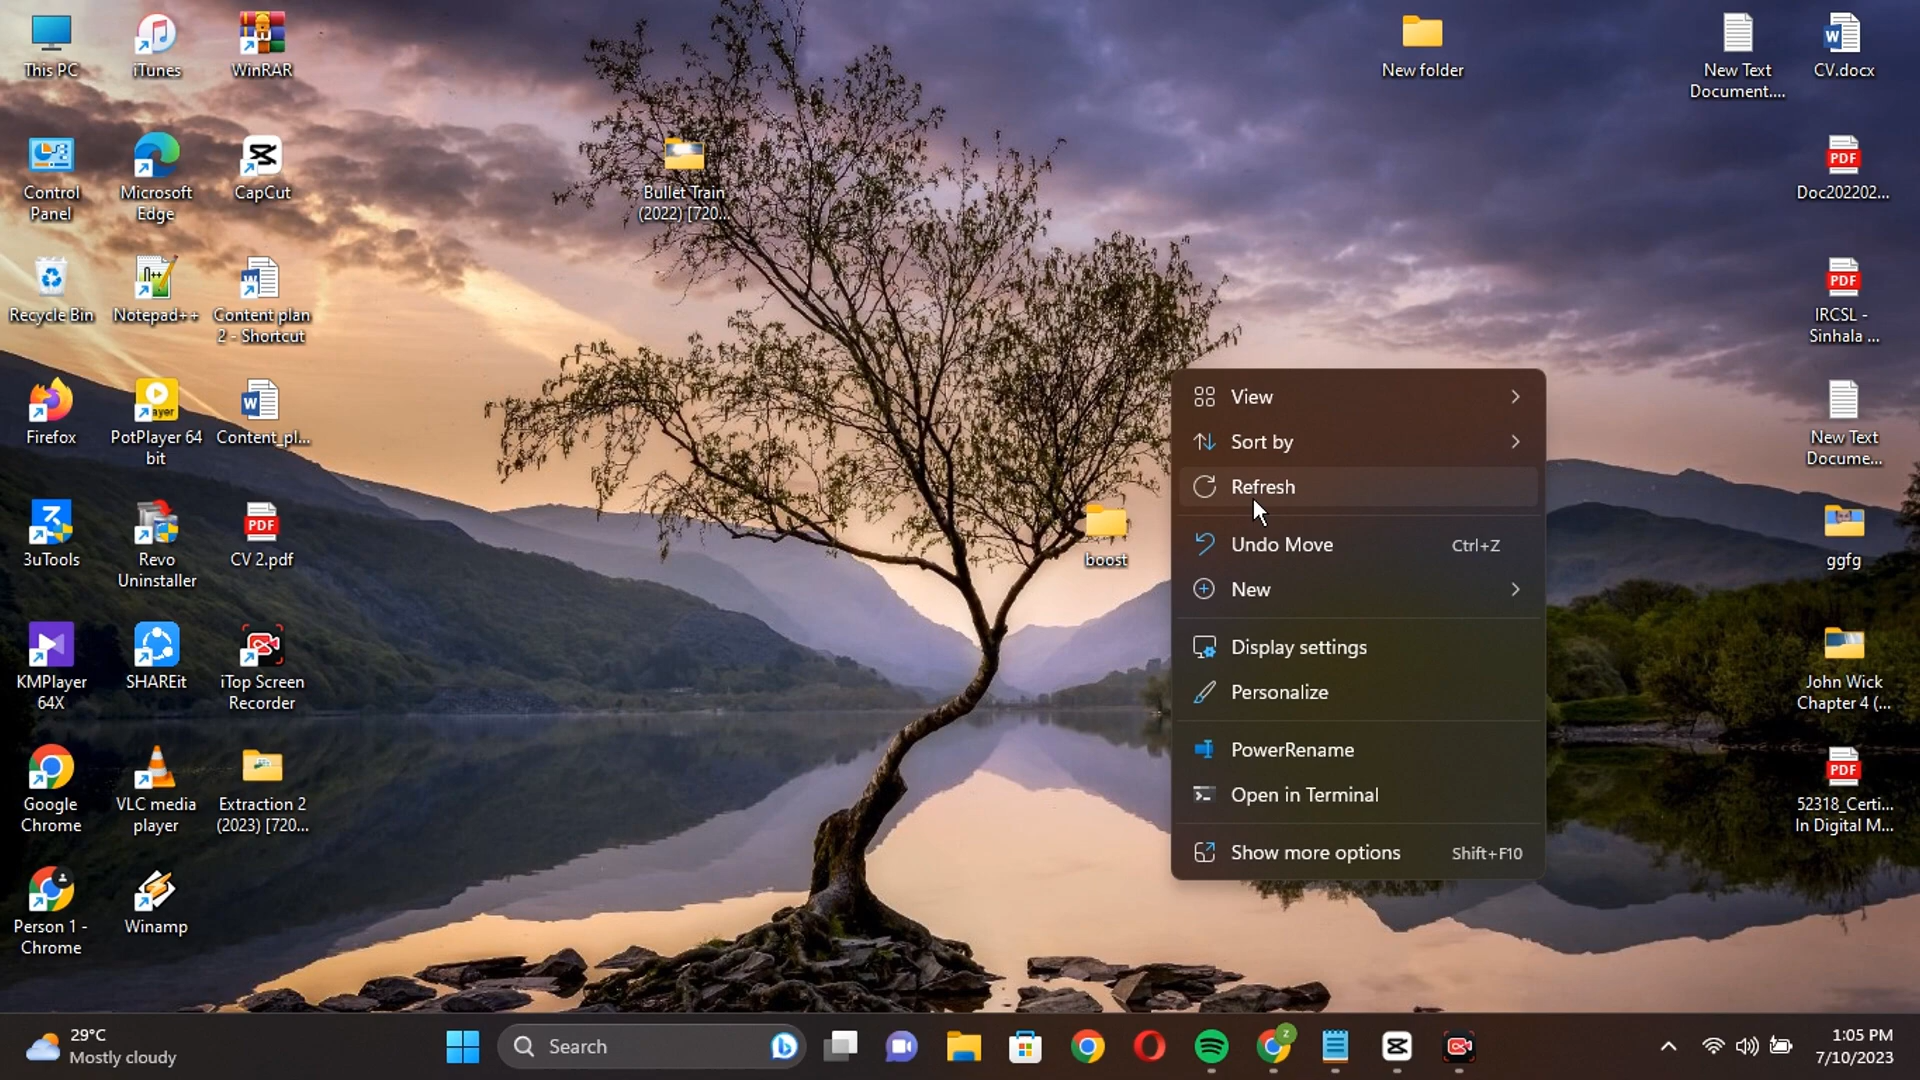 This PC
iTunes
WinRAR
New folder
New Text
Document....
CV.docx
Control
Panel
Microsoft
Edge
CapCut
Bullet Train
(2022) [720...
PDF
Doc202202...
Recycle Bin
Notepad++
Content plan
2 - Shortcut
PDF
IRCSL -
Sinhala ...
Firefox
PotPlayer 64
bit
Content_pl...
New Text
Docume...
3uTools
Revo
Uninstaller
PDF
CV 2.pdf
boost
ggfg
KMPlayer
64X
SHAREit
iTop Screen
Recorder
John Wick
Chapter 4 (...
Google
Chrome
VLC media
player
Extraction 2
(2023) [720...
PDF
52318_Certi...
In Digital M...
Person 1 -
Chrome
Winamp
View
Sort by
Refresh
Undo Move Ctrl+Z
New
Display settings
Personalize
PowerRename
Open in Terminal
Show more options Shift+F10
29°C
Mostly cloudy
Search
Z
1:05 PM
7/10/2023